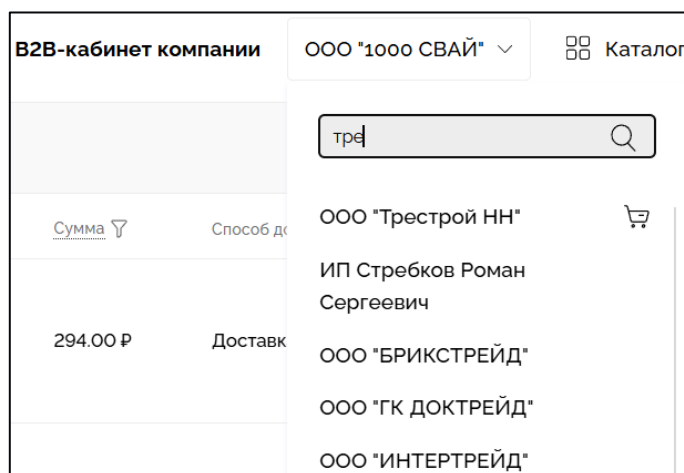 B2B-кабинет компании
ООО "1000 СВАЙ"
Каталог
тре
Сумма
Способ до
ООО "Трестрой НН"
ИП Стребков Роман
Сергеевич
294.00 ₽
Доставк
ООО "БРИКСТРЕЙД"
ООО "ГК ДОКТРЕЙД"
ООО "ИНТЕРТРЕЙД"